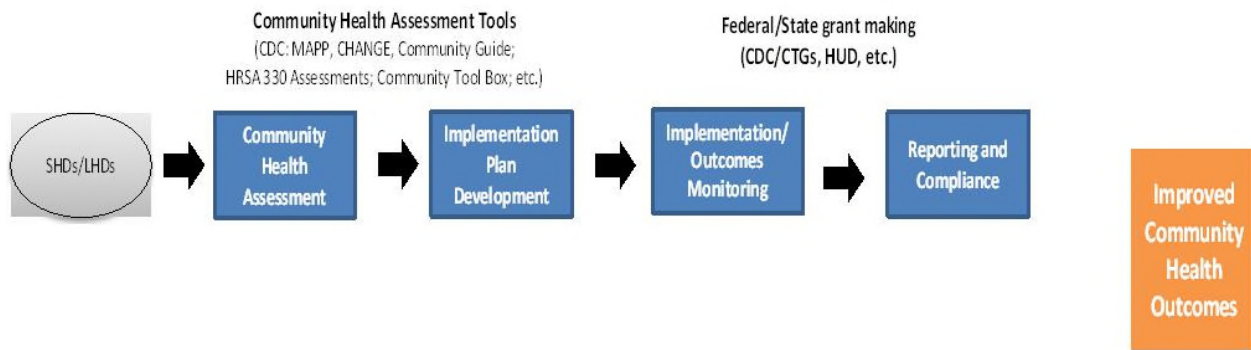 Community Health Assessment Tools
(CDC: MAPP, CHANGE, Community Guide;
HRSA 330 Assessments; Community Tool Box; etc.)
Federal/State grant making
(CDC/CTGs, HUD, etc.)
SHDs/LHDs
Community
Health
Assessment
Implementation
Plan
Development
Implementation/
Outcomes
Monitoring
Reporting and
Compliance
Improved
Community
Health
Outcomes